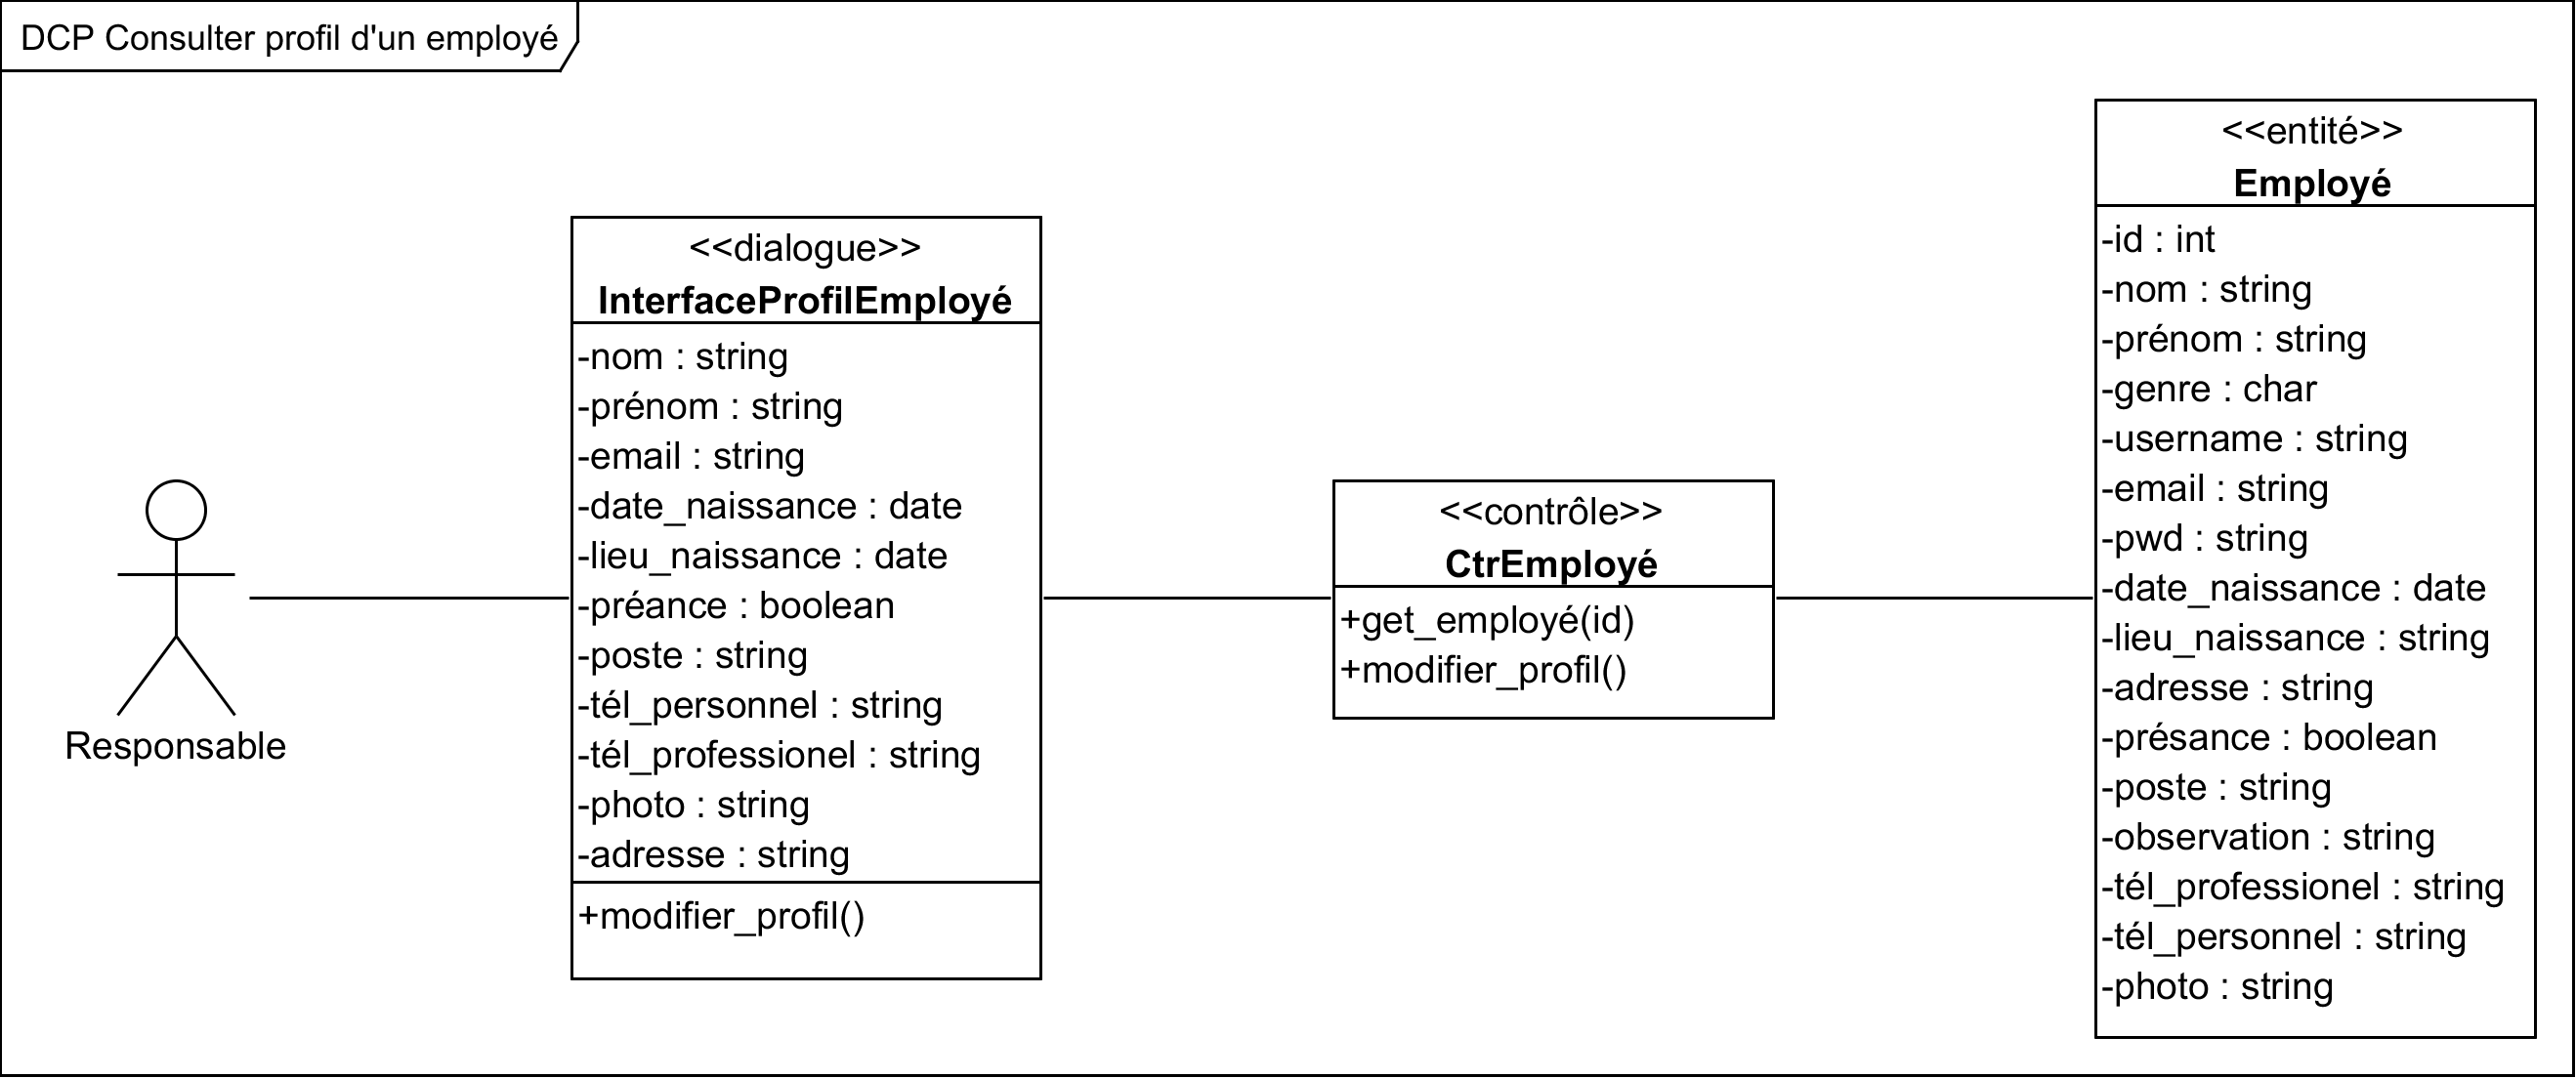 DCP Consulter profil d'un employé
Responsable
<<dialogue>>
InterfaceProfilEmployé
-nom : string
-prénom : string
-email : string
-date_naissance : date
-lieu_naissance : date
-préance : boolean
-poste : string
-tél_personnel : string
-tél_professionel : string
-photo : string
-adresse : string
+modifier_profil()
<<contrôle>>
CtrEmployé
+get_employé(id)
+modifier_profil()
<<entité>>
Employé
-id : int
-nom : string
-prénom : string
-genre : char
-username : string
-email : string
-pwd : string
-date_naissance : date
-lieu_naissance : string
-adresse : string
-présance : boolean
-poste : string
-observation : string
-tél_professionel : string
-tél_personnel : string
-photo : string